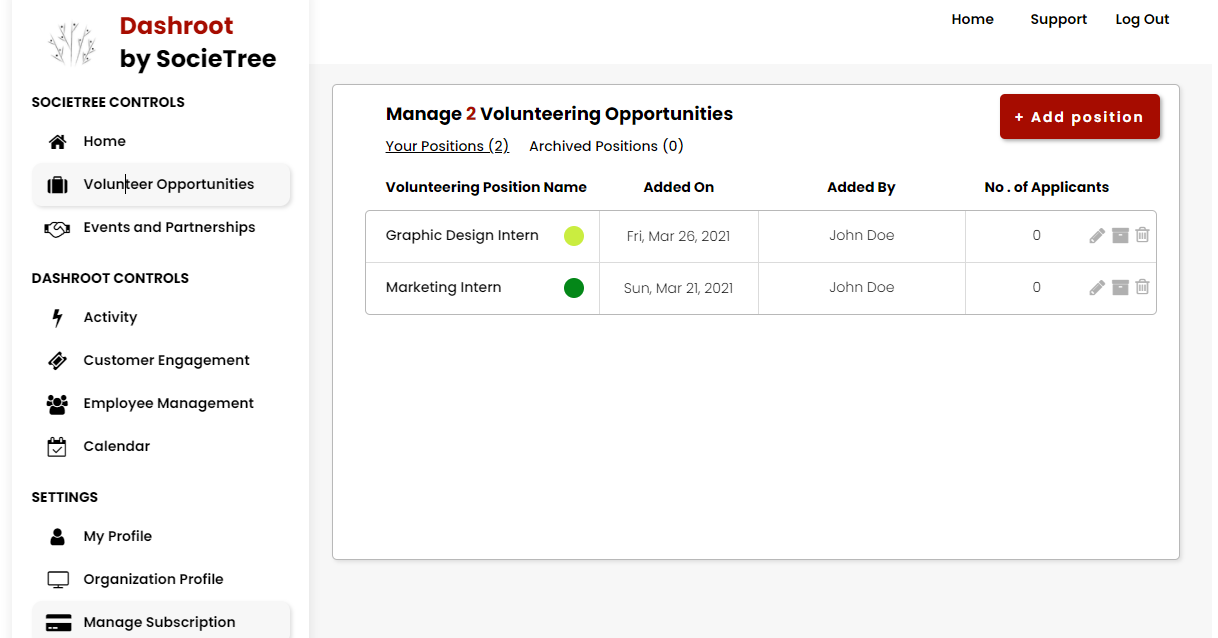 Dashroot
by SocieTree
Home Support Log Out
SOCIETREE CONTROLS
Home
Volunteer Opportunities
Events and Partnerships
DASHROOT CONTROLS
Activity
Customer Engagement
Employee Management
Calendar
SETTINGS
My Profile
Organization Profile
Manage Subscription
Manage 2 Volunteering Opportunities
+ Add position
Your Positions (2) Archived Positions (0)
Volunteering Position Name Added On Added By No . of Applicants
Graphic Design Intern Fri, Mar 26, 2021 John Doe 0
Marketing Intern Sun, Mar 21, 2021 John Doe 0